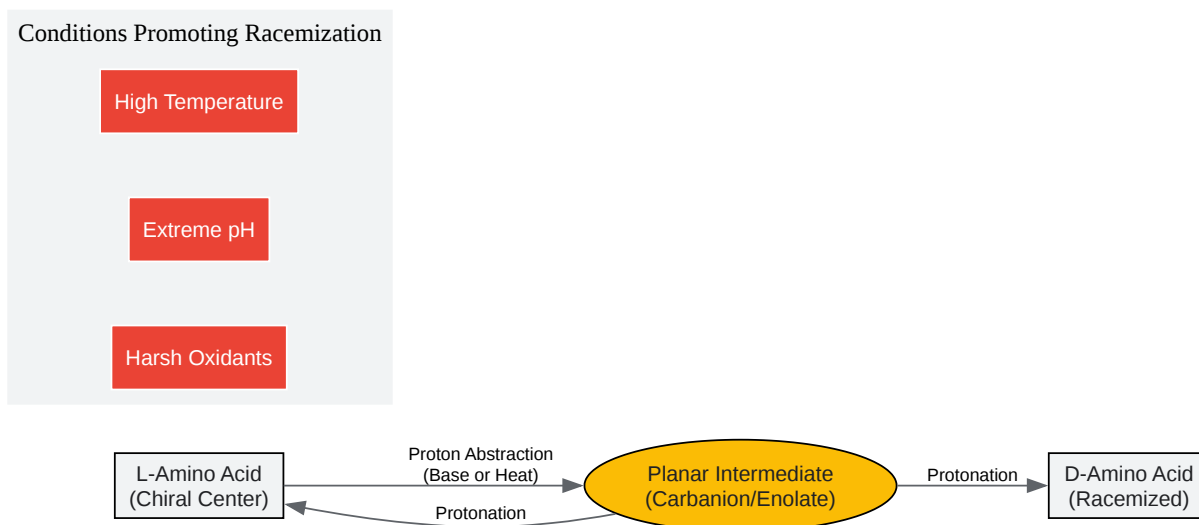 Conditions Promoting Racemization
High Temperature
Extreme pH
Harsh Oxidants
L-Amino Acid
(Chiral Center)
Proton Abstraction
(Base or Heat)
Protonation
Planar Intermediate
(Carbanion/Enolate)
Protonation
D-Amino Acid
(Racemized)